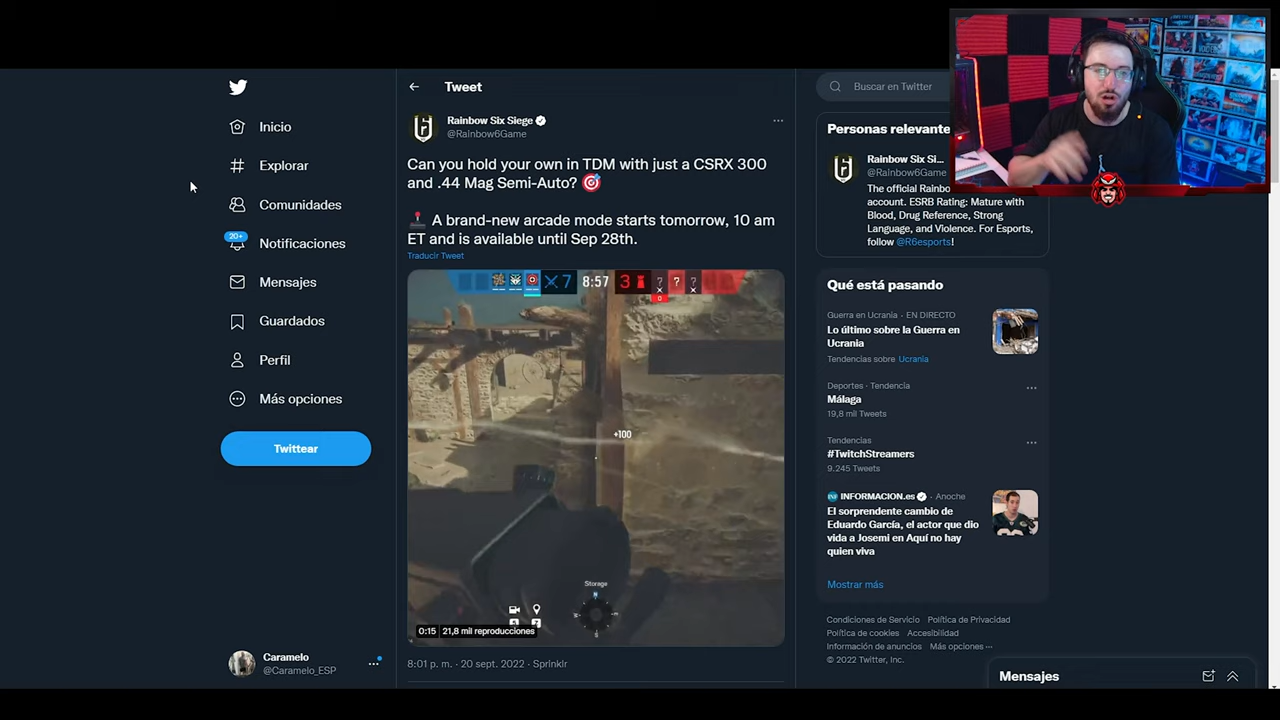 Inicio
Explorar
Comunidades
20+
Notificaciones
Mensajes
Guardados
Perfil
Más opciones
Twittear
Caramelo
@Caramelo_ESP
Tweet
Rainbow Six Siege
@Rainbow6Game
Can you hold your own in TDM with just a CSRX 300
and .44 Mag Semi-Auto? 🎯
🕹️ A brand-new arcade mode starts tomorrow, 10 am
ET and is available until Sep 28th.
Traducir Tweet
7 8:57 3 ? ? ?
0
+100
Storage
0:15 21,8 mil reproducciones
8:01 p. m. · 20 sept. 2022 · Sprinklr
Buscar en Twitter
Personas relevante
Rainbow Six Si...
@Rainbow6Game
The official Rainbo
account. ESRB Rating: Mature with
Blood, Drug Reference, Strong
Language, and Violence. For Esports,
follow @R6esports!
Qué está pasando
Guerra en Ucrania · EN DIRECTO
Lo último sobre la Guerra en
Ucrania
Tendencias sobre Ucrania
Deportes · Tendencia
Málaga
19,8 mil Tweets
Tendencias
#TwitchStreamers
9.245 Tweets
INFORMACION.es · Anoche
El sorprendente cambio de
Eduardo García, el actor que dio
vida a Josemi en Aquí no hay
quien viva
Mostrar más
Condiciones de Servicio Política de Privacidad
Política de cookies Accesibilidad
Información de anuncios Más opciones ···
© 2022 Twitter, Inc.
Mensajes